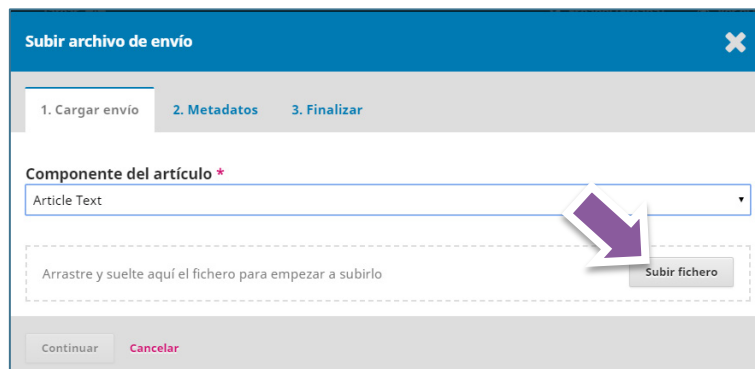 Subir archivo de envío
1. Cargar envío 2. Metadatos 3. Finalizar
Componente del artículo *
Article Text
Arrastre y suelte aquí el fichero para empezar a subirlo
Subir fichero
Continuar Cancelar